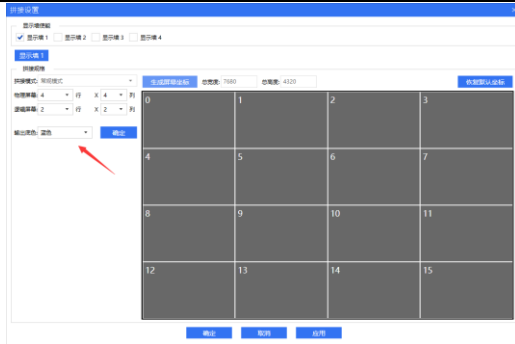 拼接设置
显示墙使能
显示墙 1 显示墙 2 显示墙 3 显示墙 4
显示墙 1
拼接规格
拼接模式: 常规模式
生成屏幕坐标 总宽度: 7680 总高度: 4320 恢复默认坐标
物理屏幕: 4 行 X 4 列
逻辑屏幕: 2 行 X 2 列
输出底色: 蓝色 确定
0 1 2 3
4 5 6 7
8 9 10 11
12 13 14 15
确定 取消 应用